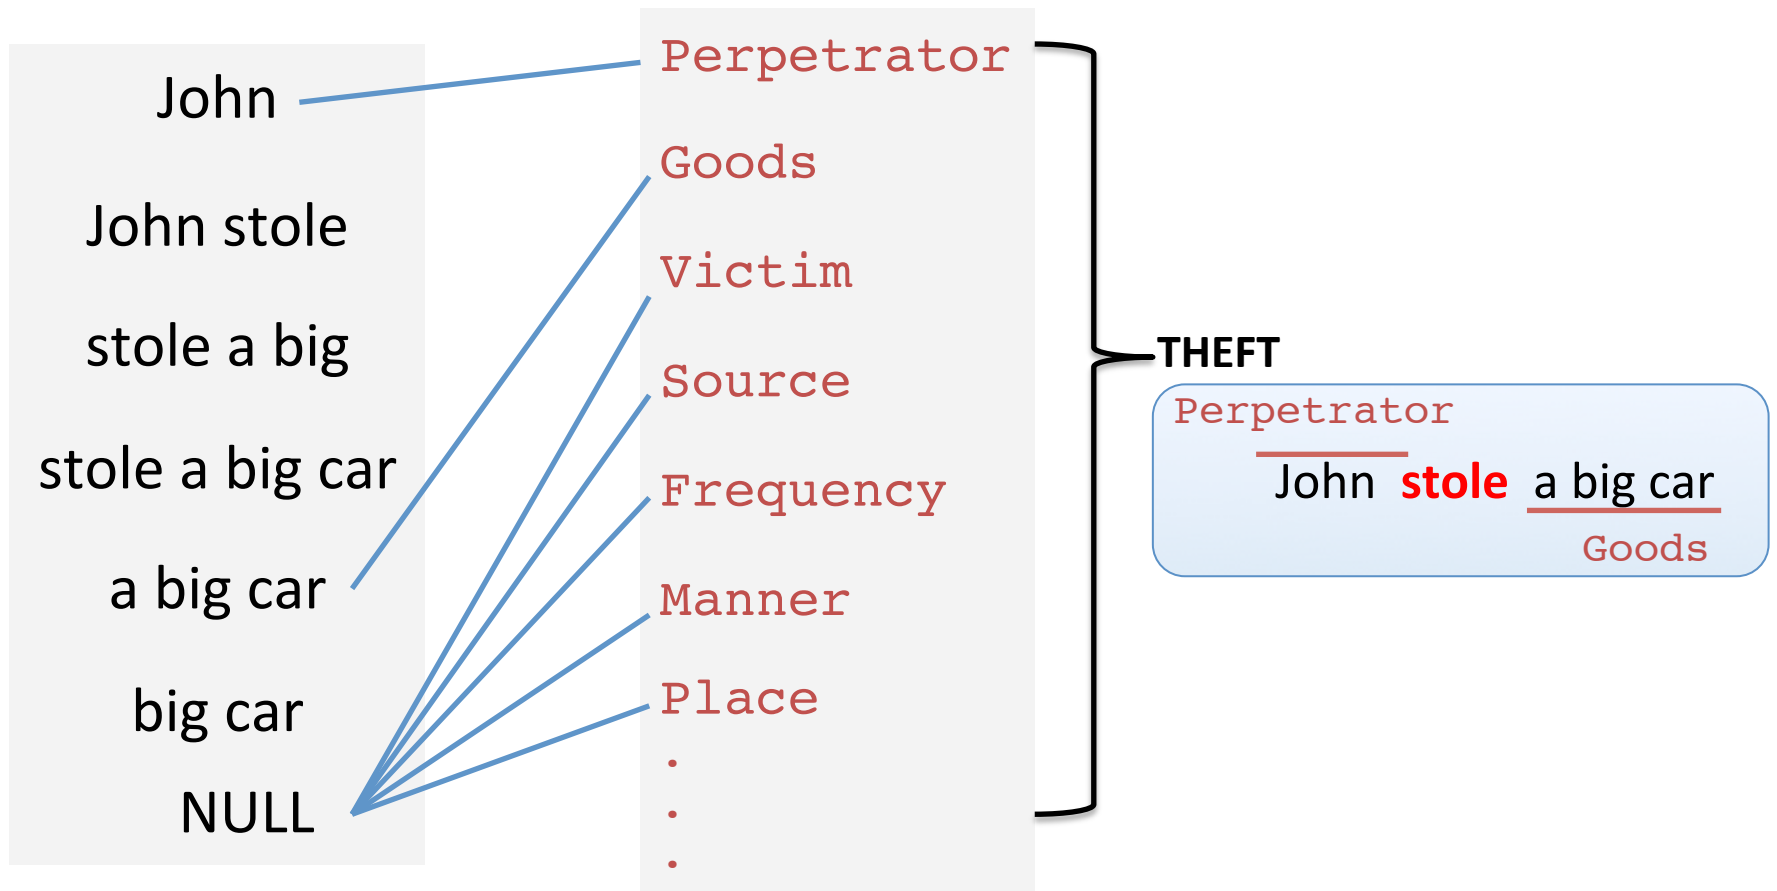 John
John stole
stole a big
stole a big car
a big car
big car
NULL
Perpetrator
Goods
Victim
Source
Frequency
Manner
Place
.
.
.
THEFT
Perpetrator
John stole a big car
Goods